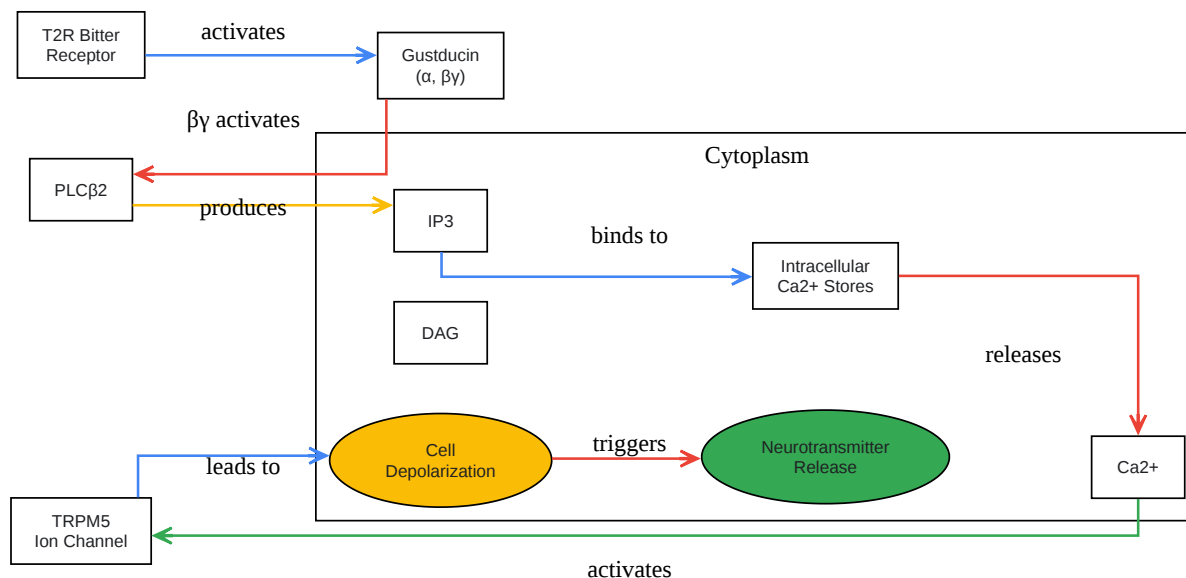 T2R Bitter
Receptor
activates
Gustducin
(α, βγ)
βγ activates
Cytoplasm
PLCβ2
produces
IP3
binds to
Intracellular
Ca2+ Stores
DAG
releases
Cell
Depolarization
triggers
Neurotransmitter
Release
Ca2+
leads to
TRPM5
Ion Channel
activates